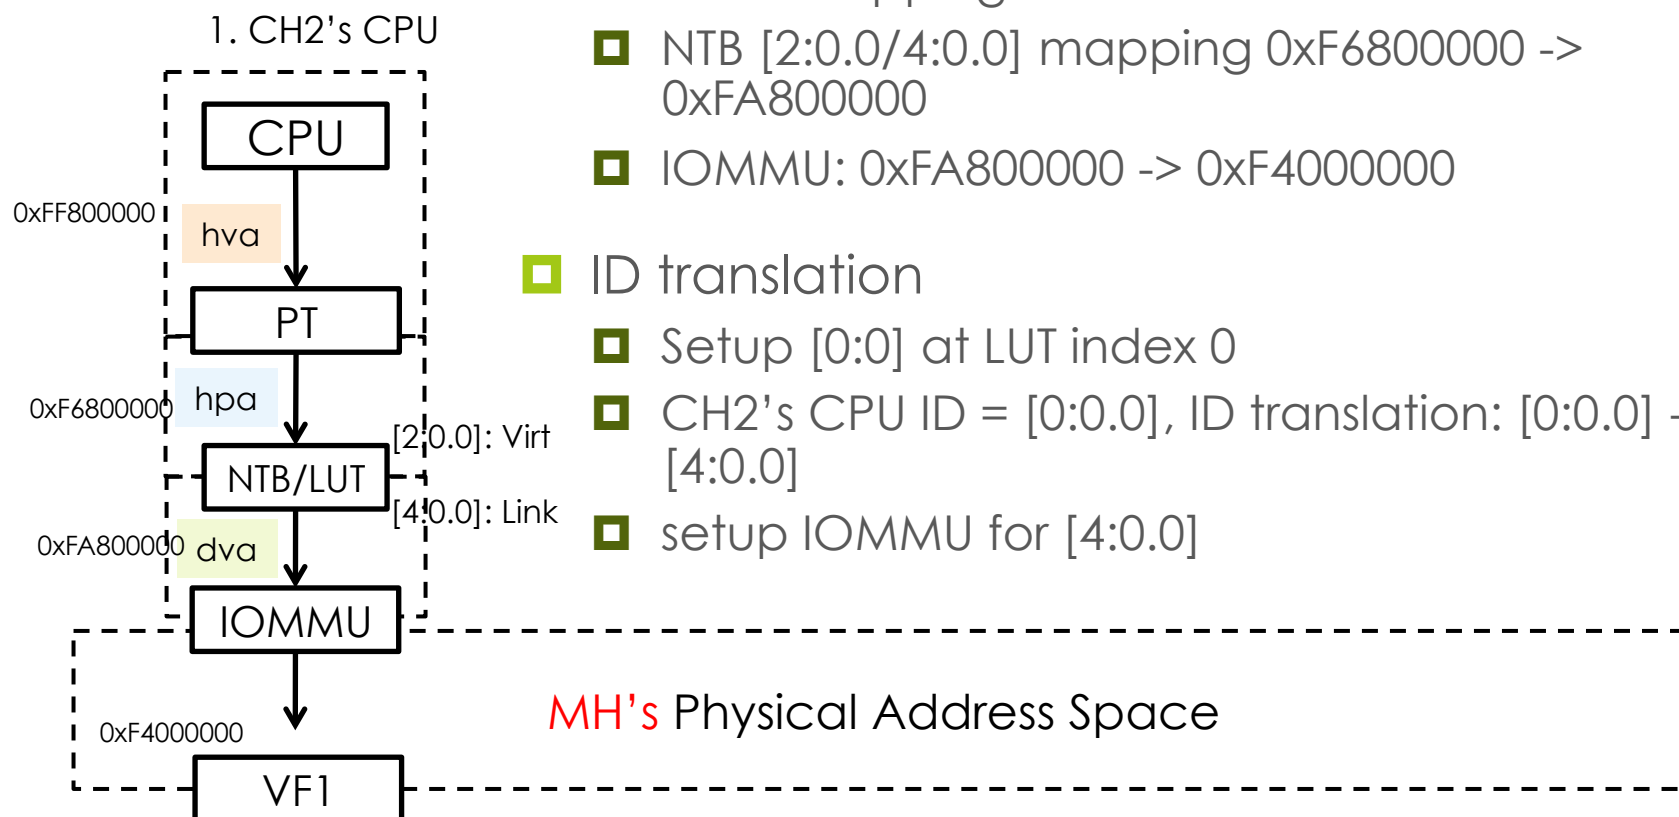 1. CH2's CPU
CPU
0xFF800000
hva
PT
0xF6800000
hpa
[2:0.0]: Virt
NTB/LUT
[4:0.0]: Link
0xFA800000
dva
IOMMU
0xF4000000
VF1
NTB [2:0.0/4:0.0] mapping 0xF6800000 ->
0xFA800000
IOMMU: 0xFA800000 -> 0xF4000000
ID translation
Setup [0:0] at LUT index 0
CH2's CPU ID = [0:0.0], ID translation: [0:0.0] -
[4:0.0]
setup IOMMU for [4:0.0]
MH's Physical Address Space